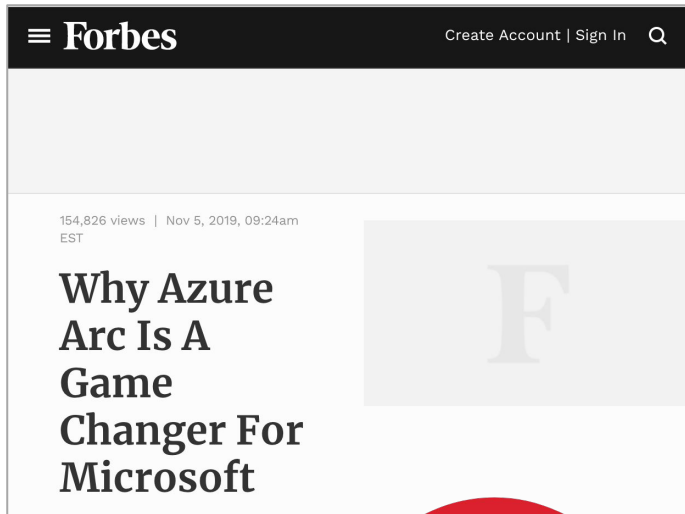 Forbes
Create Account | Sign In
154,826 views | Nov 5, 2019, 09:24am
EST
F
Why Azure
Arc Is A
Game
Changer For
Microsoft